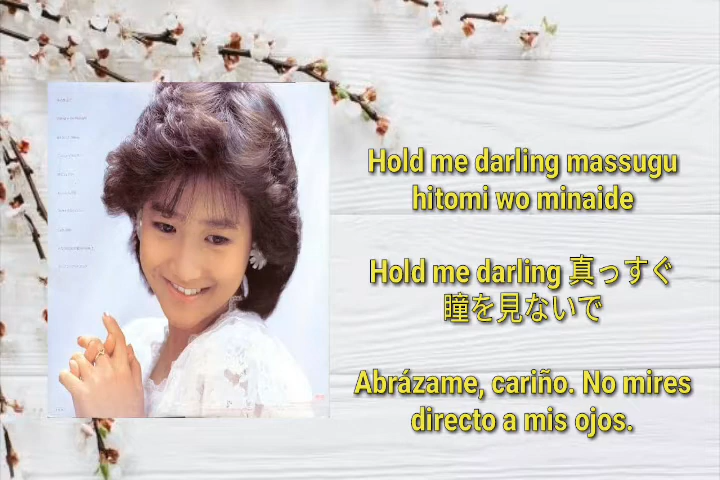 Hold me darling massugu
hitomi wo minaide
Hold me darling 真っすぐ
瞳を見ないで
Abrázame, cariño. No mires
directo a mis ojos.